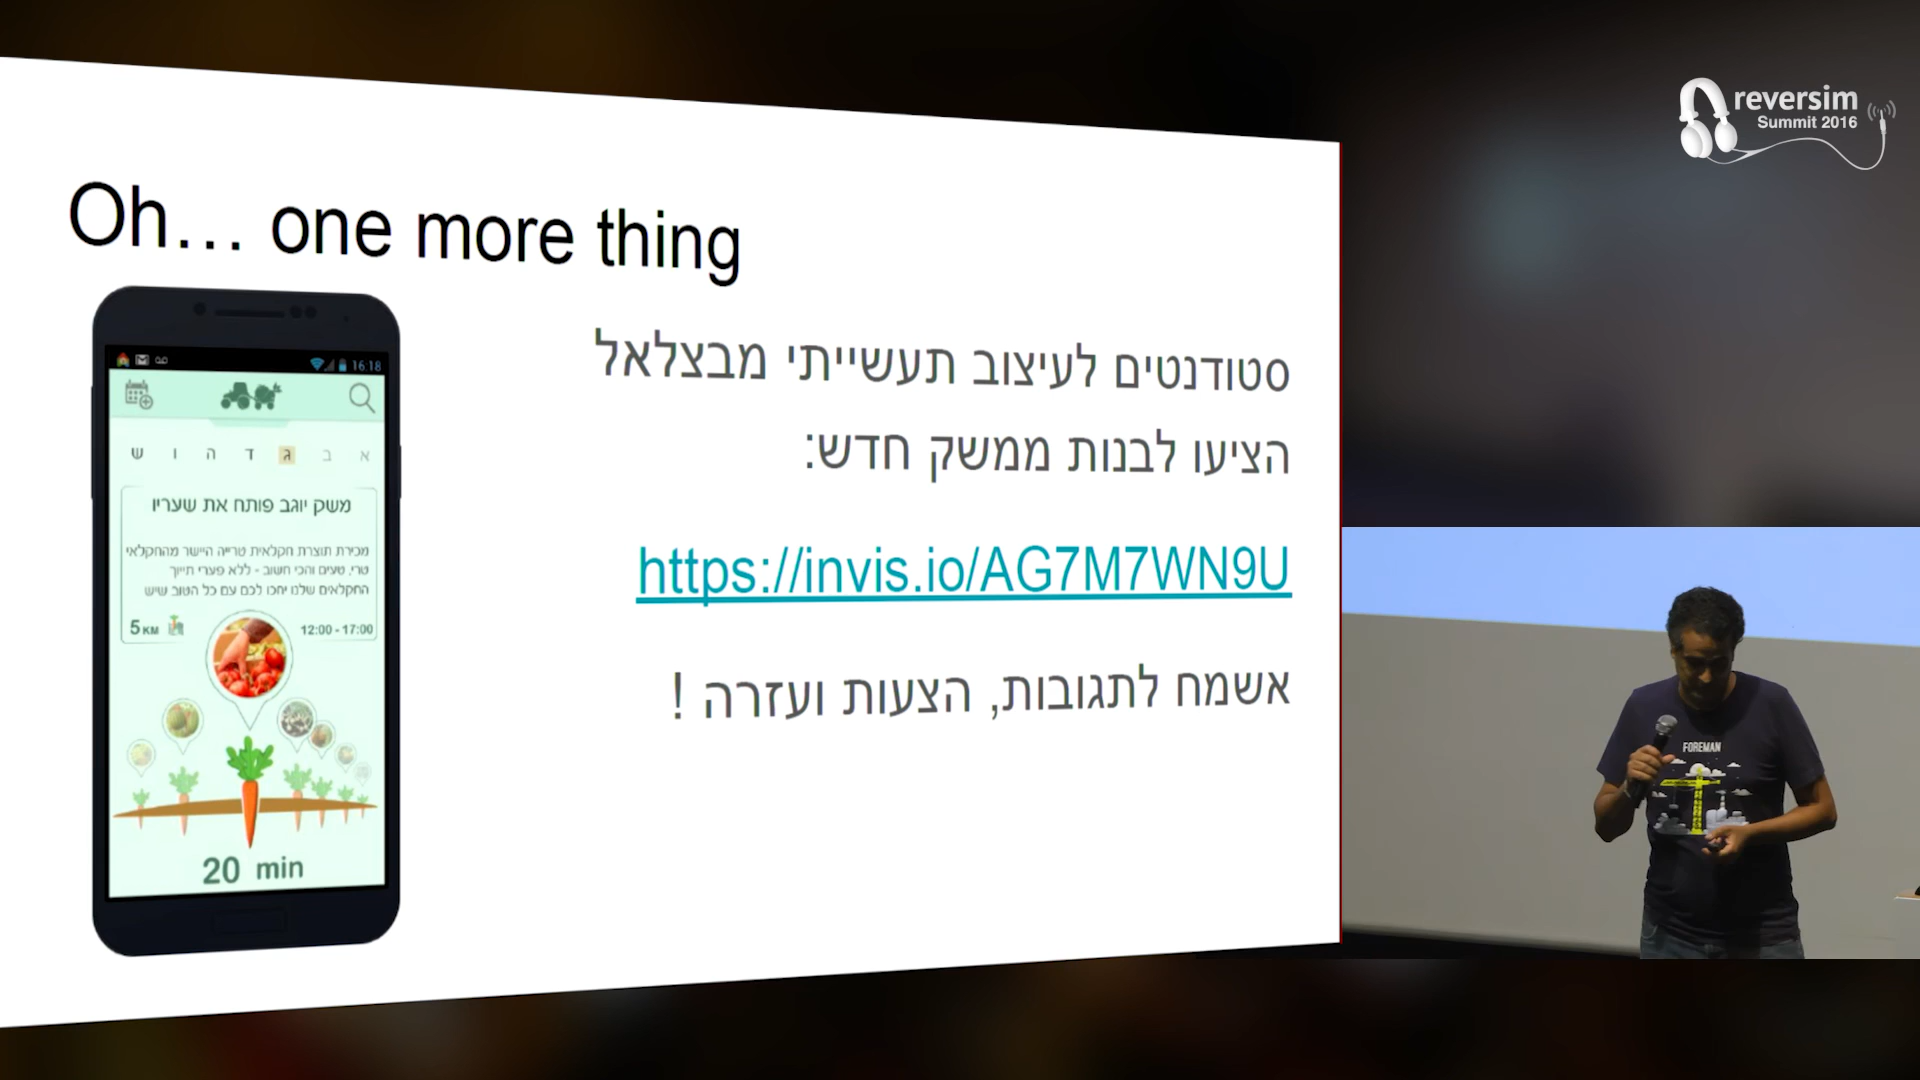 reversim
Summit 2016
Oh... one more thing
סטודנטים לעיצוב תעשייתי מבצלאל
הציעו לבנות ממשק חדש:
https://invis.io/AG7M7WN9U
אשמח לתגובות, הצעות ועזרה !
16:18
א ב ג ד ה ו ש
משק יוגב פותח את שעריו
מכירת תוצרת חקלאית טרייה היישר מהחקלאי
טרי, טעים והכי חשוב - ללא פערי תיווך
החקלאים שלנו יחכו לכם עם כל הטוב שיש
5 KM
12:00 - 17:00
20 min
FOREMAN